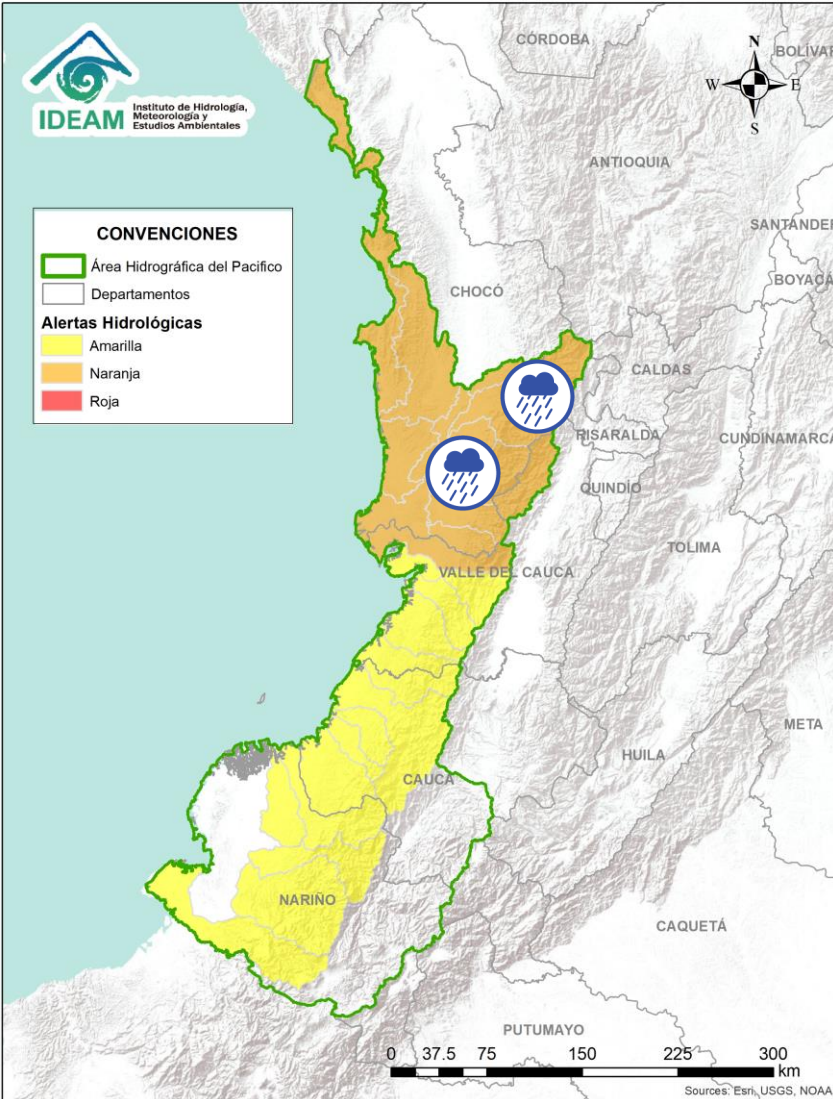 IDEAM
Instituto de Hidrología,
Meteorología y
Estudios Ambientales
CÓRDOBA
BOLÍVAR
N
W
E
S
ANTIOQUIA
SANTANDER
BOYACÁ
CONVENCIONES
Área Hidrográfica del Pacifico
Departamentos
Alertas Hidrológicas
Amarilla
Naranja
Roja
CHOCÓ
CALDAS
RISARALDA
CUNDINAMARCA
QUINDÍO
TOLIMA
VALLE DEL CAUCA
META
HUILA
CAUCA
NARIÑO
CAQUETÁ
PUTUMAYO
0 37.5 75 150 225 300
km
Sources: Esri, USGS, NOAA